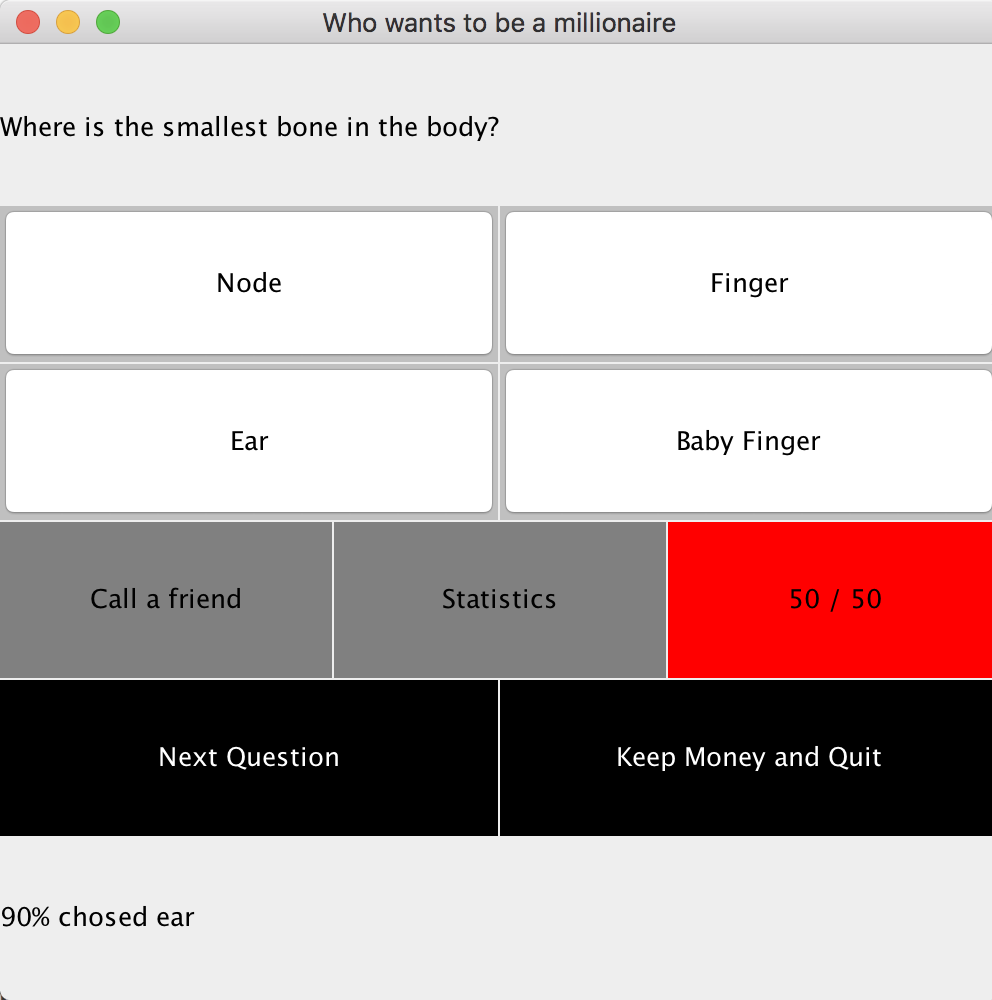 Who wants to be a millionaire
Where is the smallest bone in the body?
Node
Finger
Ear
Baby Finger
Call a friend
Statistics
50 / 50
Next Question
Keep Money and Quit
90% chosed ear